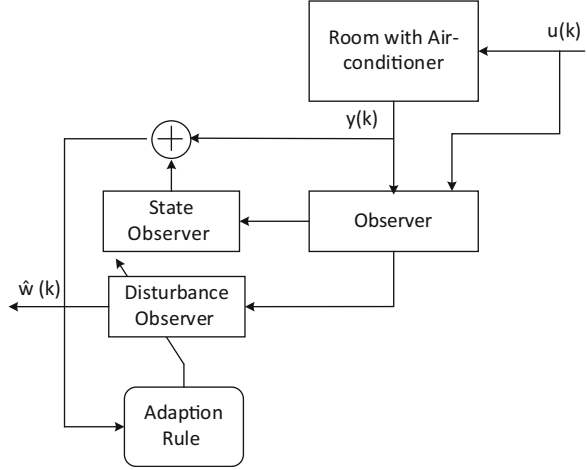 Room with Air-
conditioner
u(k)
y(k)
State
Observer
Observer
ŵ (k)
Disturbance
Observer
Adaption
Rule